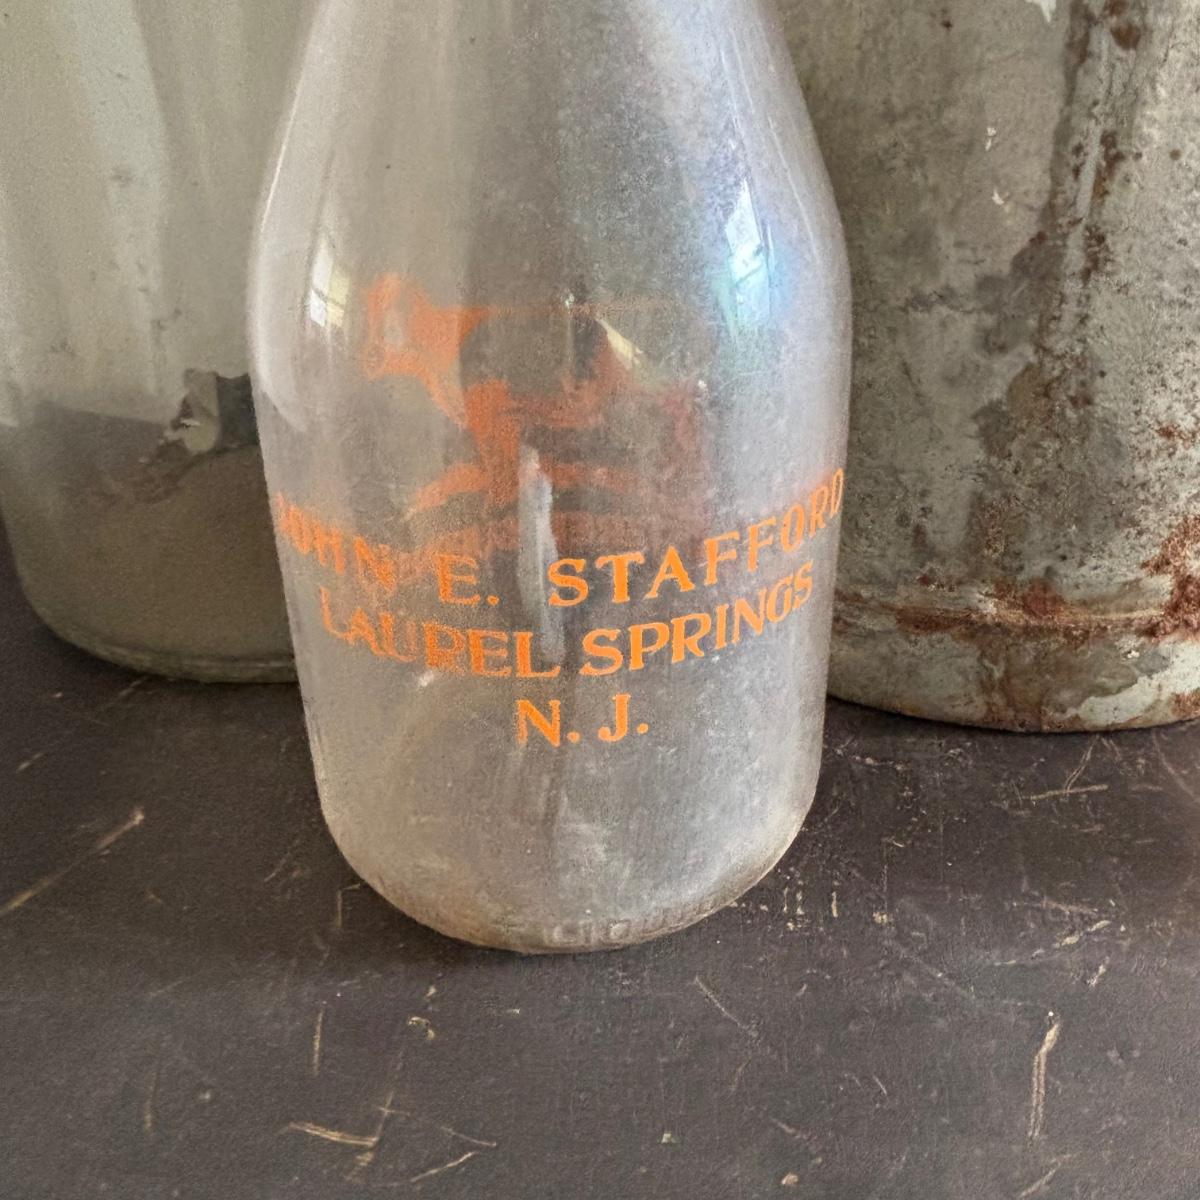 JOHN E. STAFFORD
LAUREL SPRINGS
N. J.